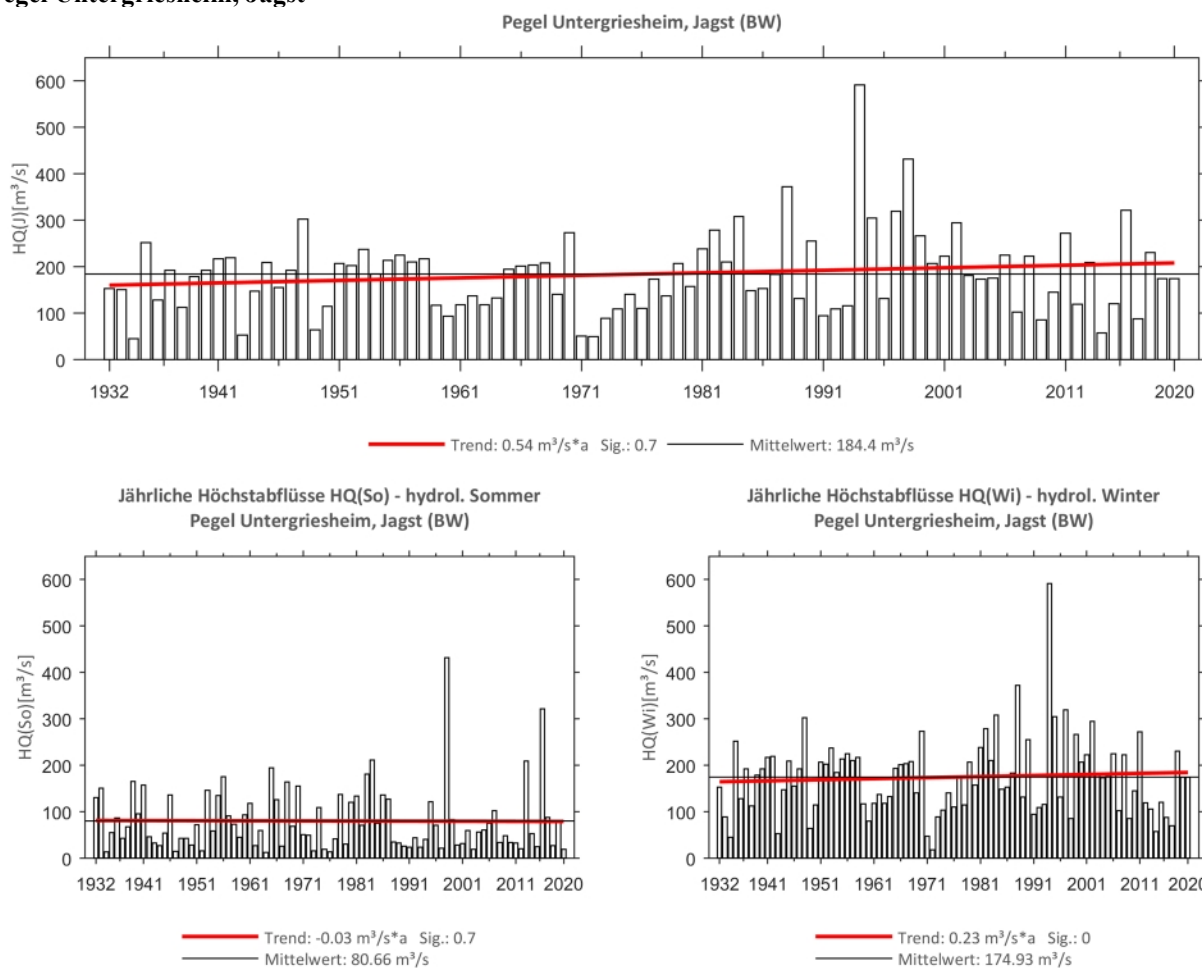 Pegel Untergriesheim, Jagst
Pegel Untergriesheim, Jagst (BW)
HQ(J)[m³/s]
600
500
400
300
200
100
0
1932 1941 1951 1961 1971 1981 1991 2001 2011 2020
Trend: 0.54 m³/s*a Sig.: 0.7 Mittelwert: 184.4 m³/s
Jährliche Höchstabflüsse HQ(So) - hydrol. Sommer
Pegel Untergriesheim, Jagst (BW)
HQ(So)[m³/s]
600
500
400
300
200
100
0
1932 1941 1951 1961 1971 1981 1991 2001 2011 2020
Trend: -0.03 m³/s*a Sig.: 0.7
Mittelwert: 80.66 m³/s
Jährliche Höchstabflüsse HQ(Wi) - hydrol. Winter
Pegel Untergriesheim, Jagst (BW)
HQ(Wi)[m³/s]
600
500
400
300
200
100
0
1932 1941 1951 1961 1971 1981 1991 2001 2011 2020
Trend: 0.23 m³/s*a Sig.: 0
Mittelwert: 174.93 m³/s